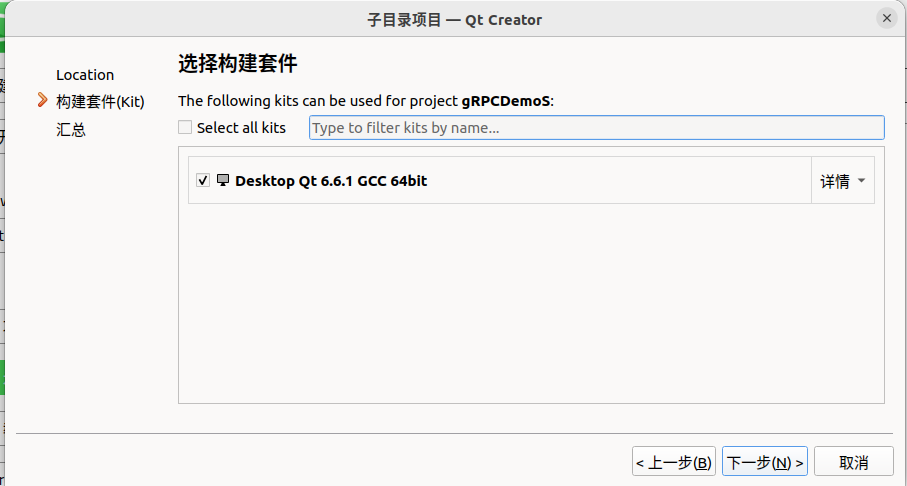 子目录项目 — Qt Creator
Location
构建套件(Kit)
汇总
选择构建套件
The following kits can be used for project gRPCDemoS:
Select all kits
Type to filter kits by name...
Desktop Qt 6.6.1 GCC 64bit
详情
< 上一步(B)
下一步(N) >
取消